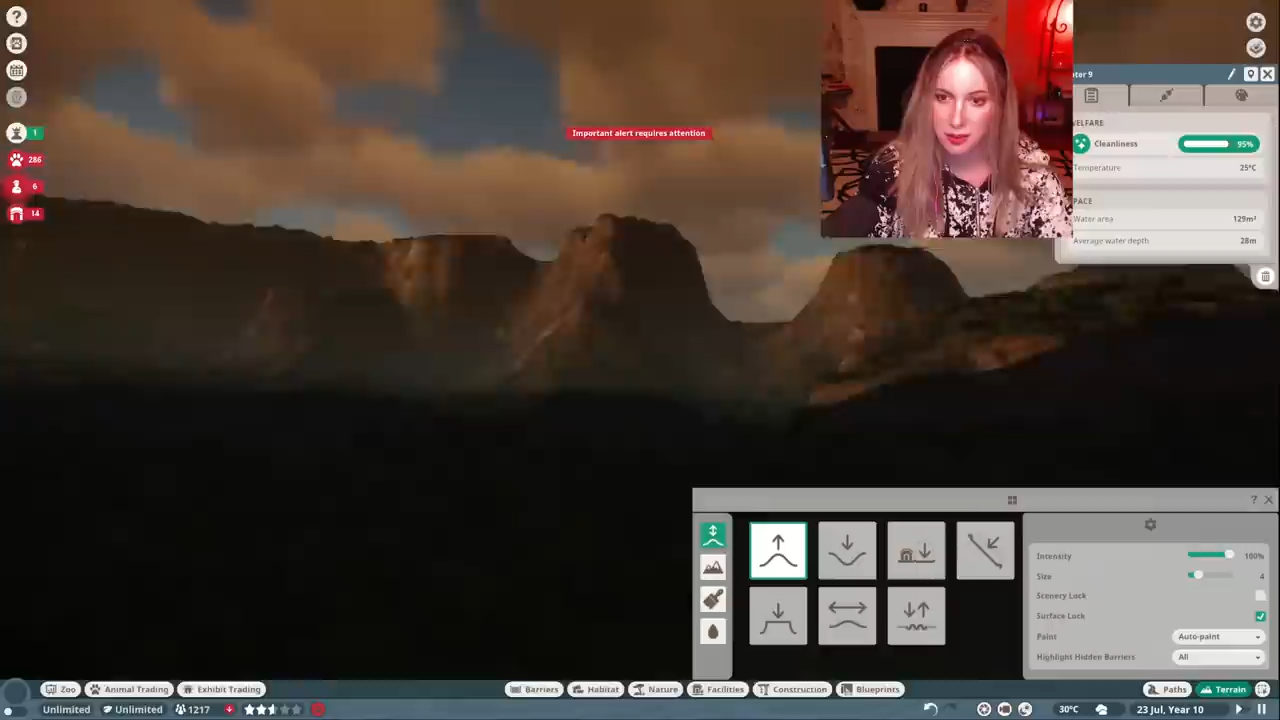 ?
1
286
6
14
Important alert requires attention
9
Cleanliness
95%
Temperature
25°C
Water area
129m²
Average water depth
28m
?
Intensity
100%
Size
4
Scenery Lock
Surface Lock
Paint
Auto-paint
Highlight Hidden Barriers
All
Zoo
Animal Trading
Exhibit Trading
Barriers
Habitat
Nature
Facilities
Construction
Blueprints
Paths
Terrain
Unlimited
Unlimited
1217
30°C
23 Jul, Year 10